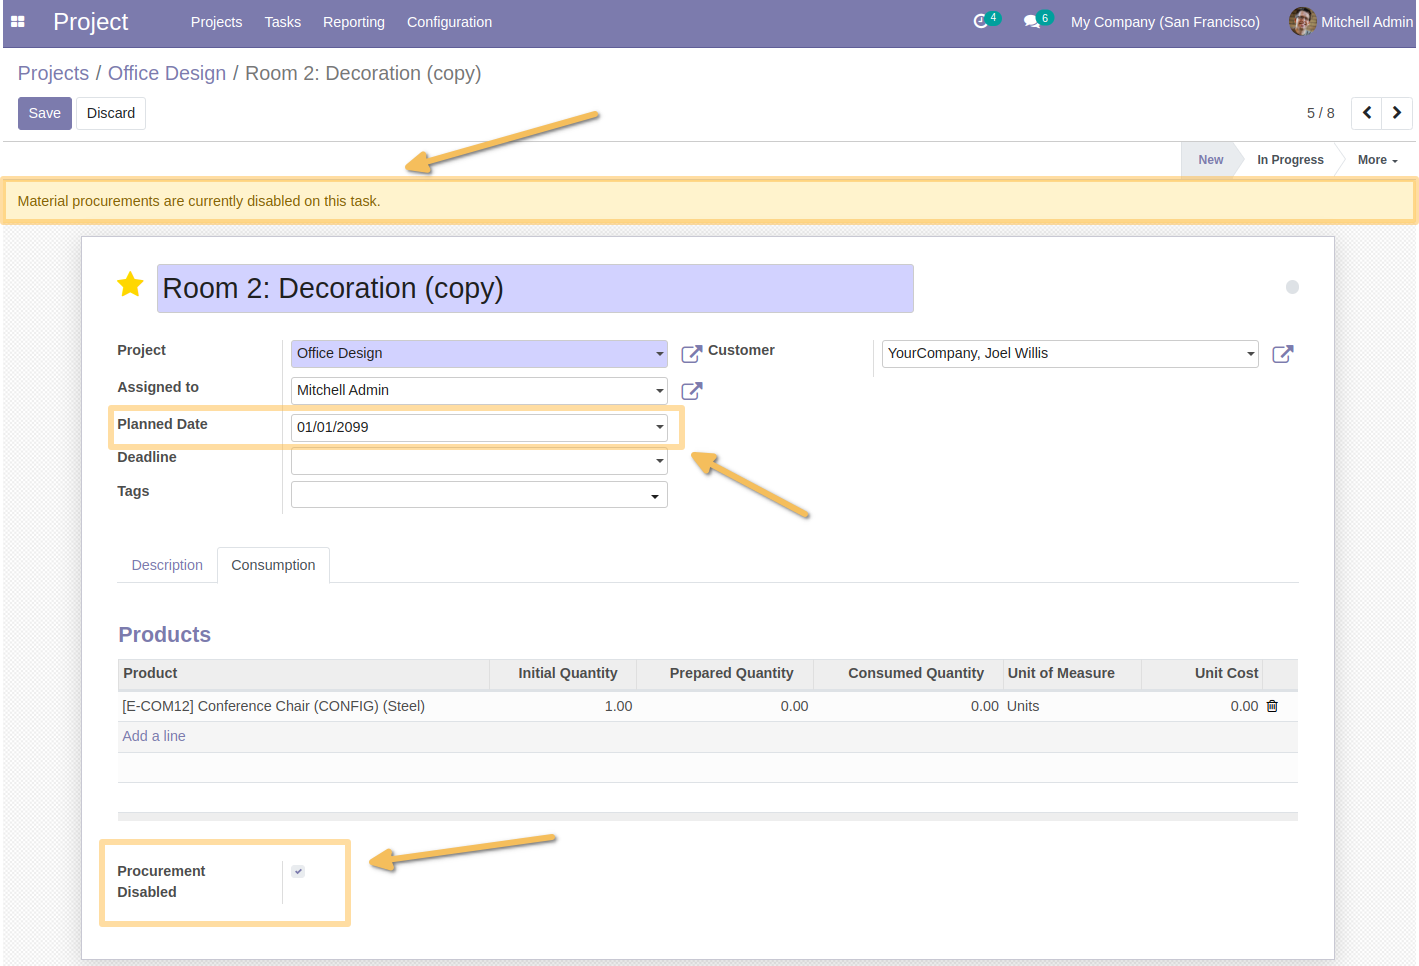 Project Projects Tasks Reporting Configuration 4 6 My Company (San Francisco) Mitchell Admin
Projects / Office Design / Room 2: Decoration (copy)
Save Discard 5 / 8
New In Progress More
Material procurements are currently disabled on this task.
Room 2: Decoration (copy)
Project Office Design Customer YourCompany, Joel Willis
Assigned to Mitchell Admin
Planned Date 01/01/2099
Deadline
Tags
Description Consumption
Products
Product Initial Quantity Prepared Quantity Consumed Quantity Unit of Measure Unit Cost
[E-COM12] Conference Chair (CONFIG) (Steel) 1.00 0.00 0.00 Units 0.00
Add a line
Procurement
Disabled